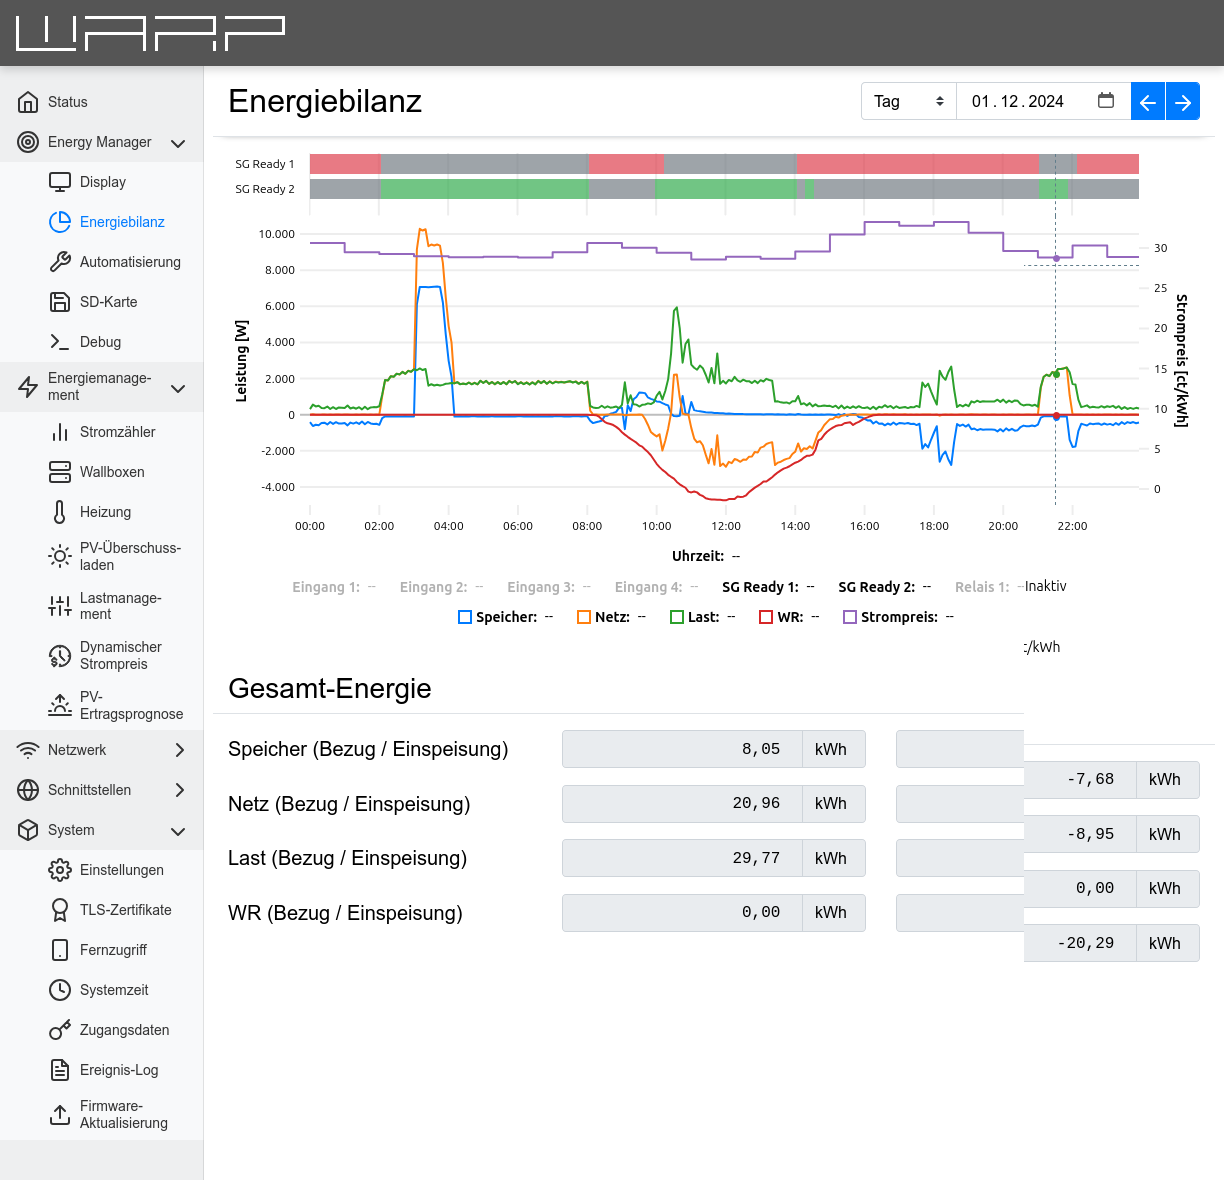 WARP
Status
Energy Manager
Display
Energiebilanz
Automatisierung
SD-Karte
Debug
Energiemanage-
ment
Stromzähler
Wallboxen
Heizung
PV-Überschuss-
laden
Lastmanage-
ment
Dynamischer
Strompreis
PV-
Ertragsprognose
Netzwerk
Schnittstellen
System
Einstellungen
TLS-Zertifikate
Fernzugriff
Systemzeit
Zugangsdaten
Ereignis-Log
Firmware-
Aktualisierung
Energiebilanz
Tag 01.12.2024
SG Ready 1
SG Ready 2
Leistung [W]
10.000
8.000
6.000
4.000
2.000
0
-2.000
-4.000
30
25
20
15
10
5
0
Strompreis [ct/kWh]
00:00 02:00 04:00 06:00 08:00 10:00 12:00 14:00 16:00 18:00 20:00 22:00
Uhrzeit: --
Eingang 1: -- Eingang 2: -- Eingang 3: -- Eingang 4: -- SG Ready 1: -- SG Ready 2: -- Relais 1: --Inaktiv
Speicher: -- Netz: -- Last: -- WR: -- Strompreis: --
t/kWh
Gesamt-Energie
Speicher (Bezug / Einspeisung) 8,05 kWh -7,68 kWh
Netz (Bezug / Einspeisung) 20,96 kWh -8,95 kWh
Last (Bezug / Einspeisung) 29,77 kWh 0,00 kWh
WR (Bezug / Einspeisung) 0,00 kWh -20,29 kWh